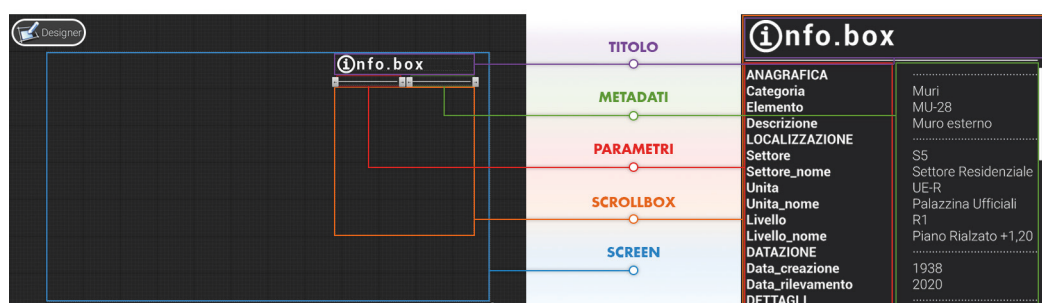 Designer
ⓘnfo.box
TITOLO
METADATI
PARAMETRI
SCROLLBOX
SCREEN
ⓘnfo.box
ANAGRAFICA
Categoria Muri
Elemento MU-28
Descrizione Muro esterno
LOCALIZZAZIONE
Settore S5
Settore_nome Settore Residenziale
Unita UE-R
Unita_nome Palazzina Ufficiali
Livello R1
Livello_nome Piano Rialzato +1,20
DATAZIONE
Data_creazione 1938
Data_rilevamento 2020
DETTAGLI